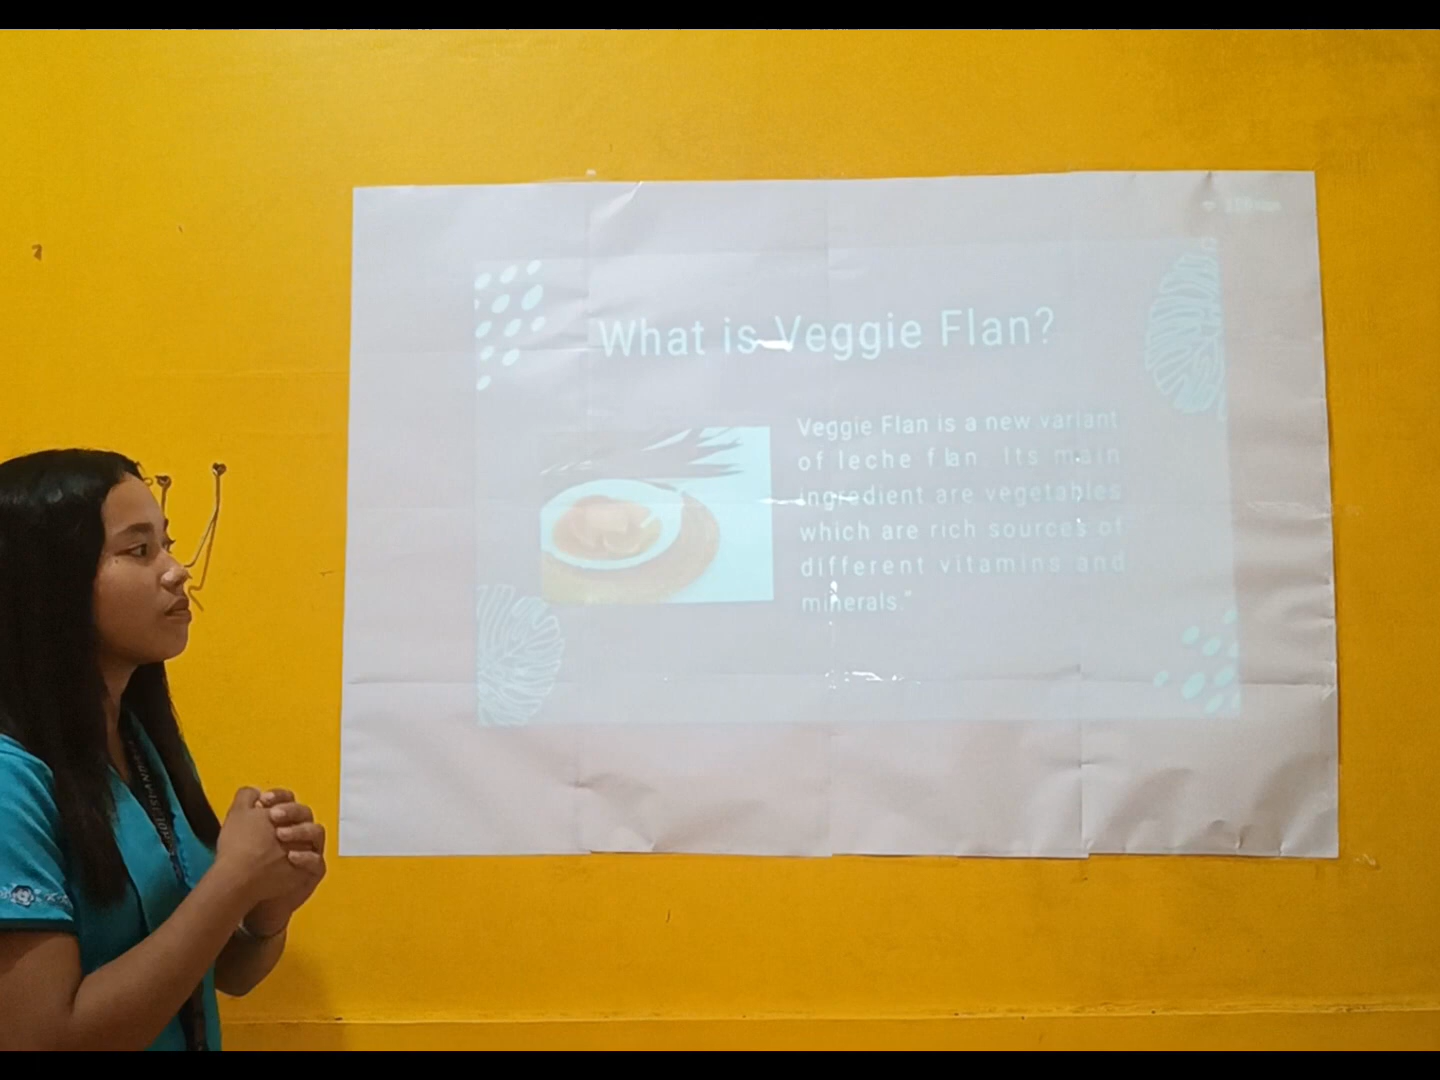 What is Veggie Flan?
Veggie Flan is a new variant
of leche flan. Its main
ingredient are vegetables
which are rich sources of
different vitamins and
minerals."